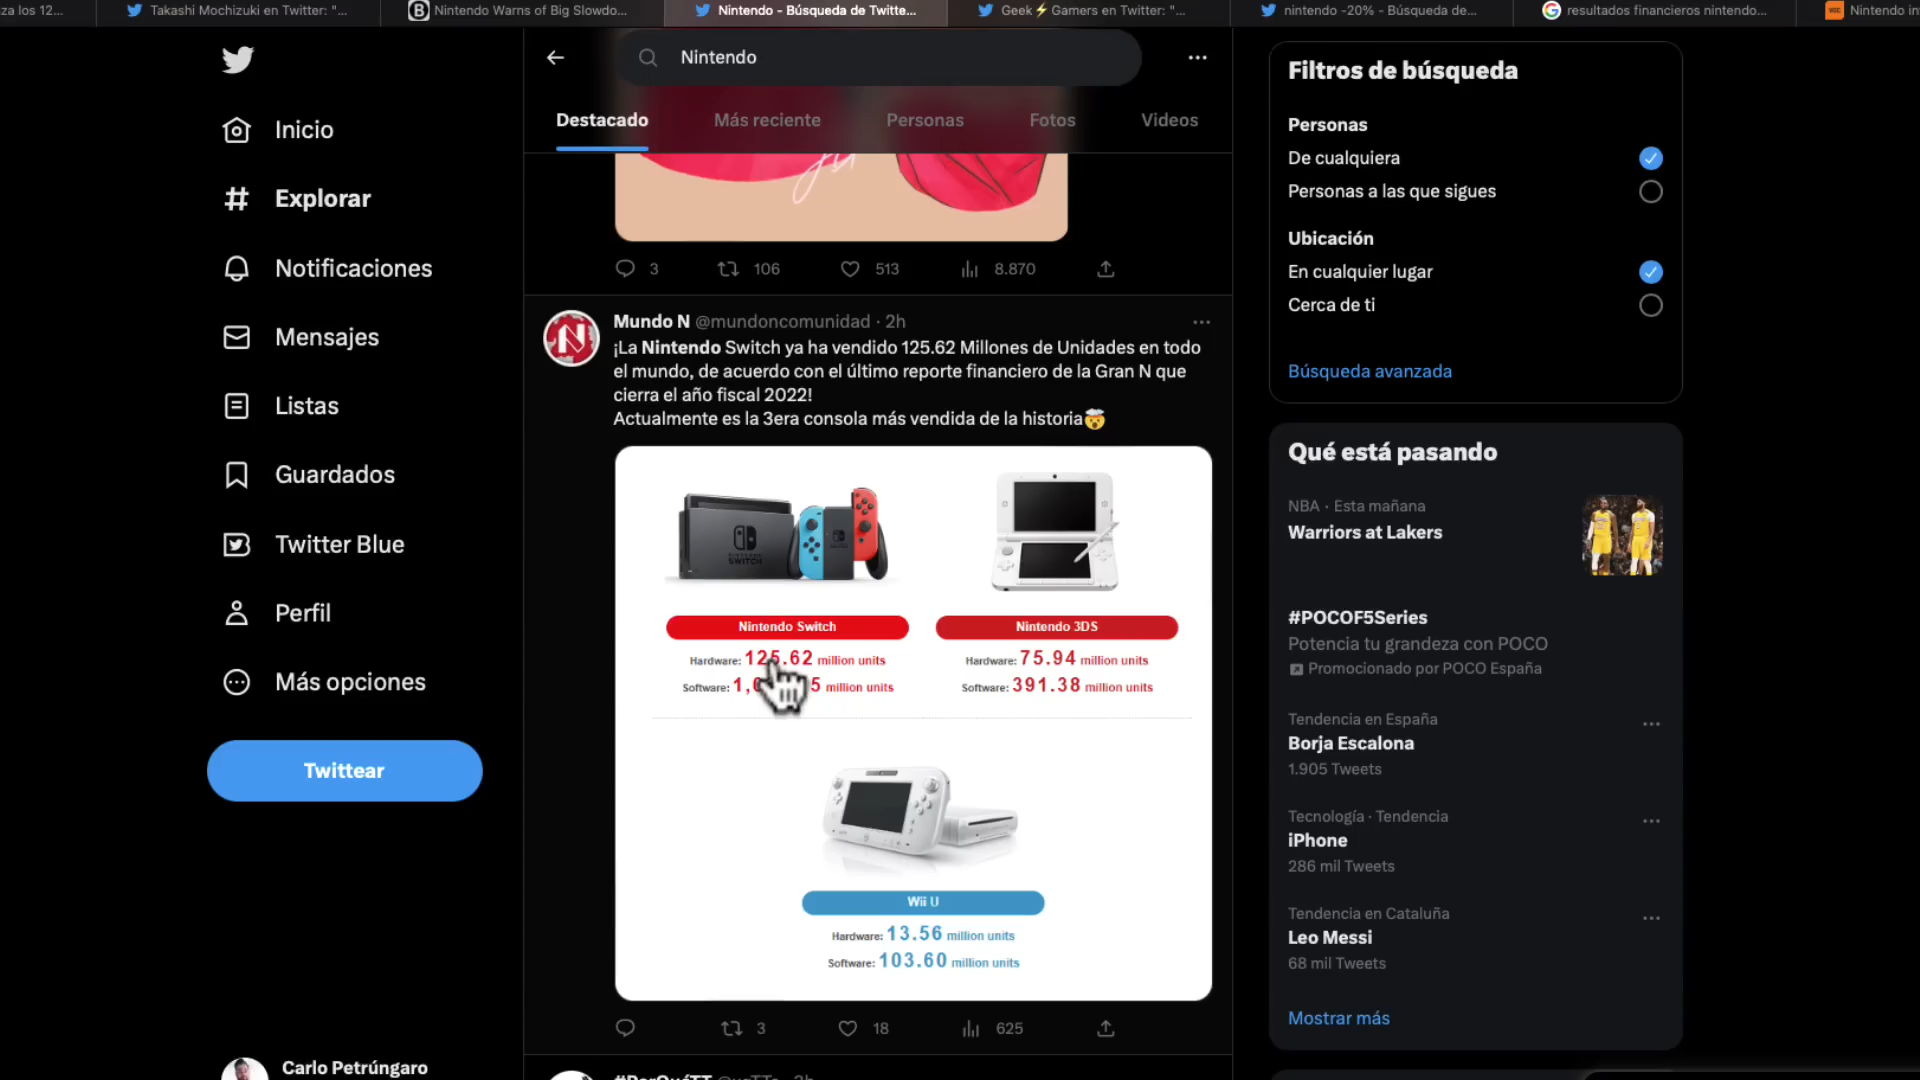 za los 12...
Takashi Mochizuki en Twitter: "...
Nintendo Warns of Big Slowdo...
Nintendo - Búsqueda de Twitte...
Geek⚡Gamers en Twitter: "...
nintendo -20% - Búsqueda de...
resultados financieros nintendo...
Nintendo in
Nintendo
Destacado
Más reciente
Personas
Fotos
Videos
Inicio
Explorar
Notificaciones
Mensajes
Listas
Guardados
Twitter Blue
Perfil
Más opciones
Twittear
Carlo Petrúngaro
3
106
513
8.870
Mundo N @mundoncomunidad · 2h
¡La Nintendo Switch ya ha vendido 125.62 Millones de Unidades en todo
el mundo, de acuerdo con el último reporte financiero de la Gran N que
cierra el año fiscal 2022!
Actualmente es la 3era consola más vendida de la historia🤯
NINTENDO
SWITCH
Nintendo Switch
Hardware: 125.62 million units
Software: million units
Nintendo 3DS
Hardware: 75.94 million units
Software: 391.38 million units
Wii U
Hardware: 13.56 million units
Software: 103.60 million units
3
18
625
Filtros de búsqueda
Personas
De cualquiera
Personas a las que sigues
Ubicación
En cualquier lugar
Cerca de ti
Búsqueda avanzada
Qué está pasando
NBA · Esta mañana
Warriors at Lakers
#POCOF5Series
Potencia tu grandeza con POCO
Promocionado por POCO España
Tendencia en España
Borja Escalona
1.905 Tweets
Tecnología · Tendencia
iPhone
286 mil Tweets
Tendencia en Cataluña
Leo Messi
68 mil Tweets
Mostrar más